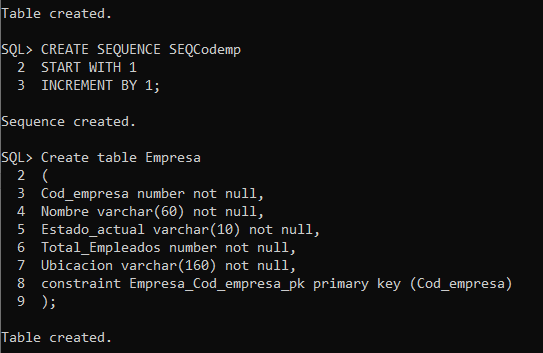 Table created.
SQL> CREATE SEQUENCE SEQCodemp
2 START WITH 1
3 INCREMENT BY 1;
Sequence created.
SQL> Create table Empresa
2 (
3 Cod_empresa number not null,
4 Nombre varchar(60) not null,
5 Estado_actual varchar(10) not null,
6 Total_Empleados number not null,
7 Ubicacion varchar(160) not null,
8 constraint Empresa_Cod_empresa_pk primary key (Cod_empresa)
9 );
Table created.